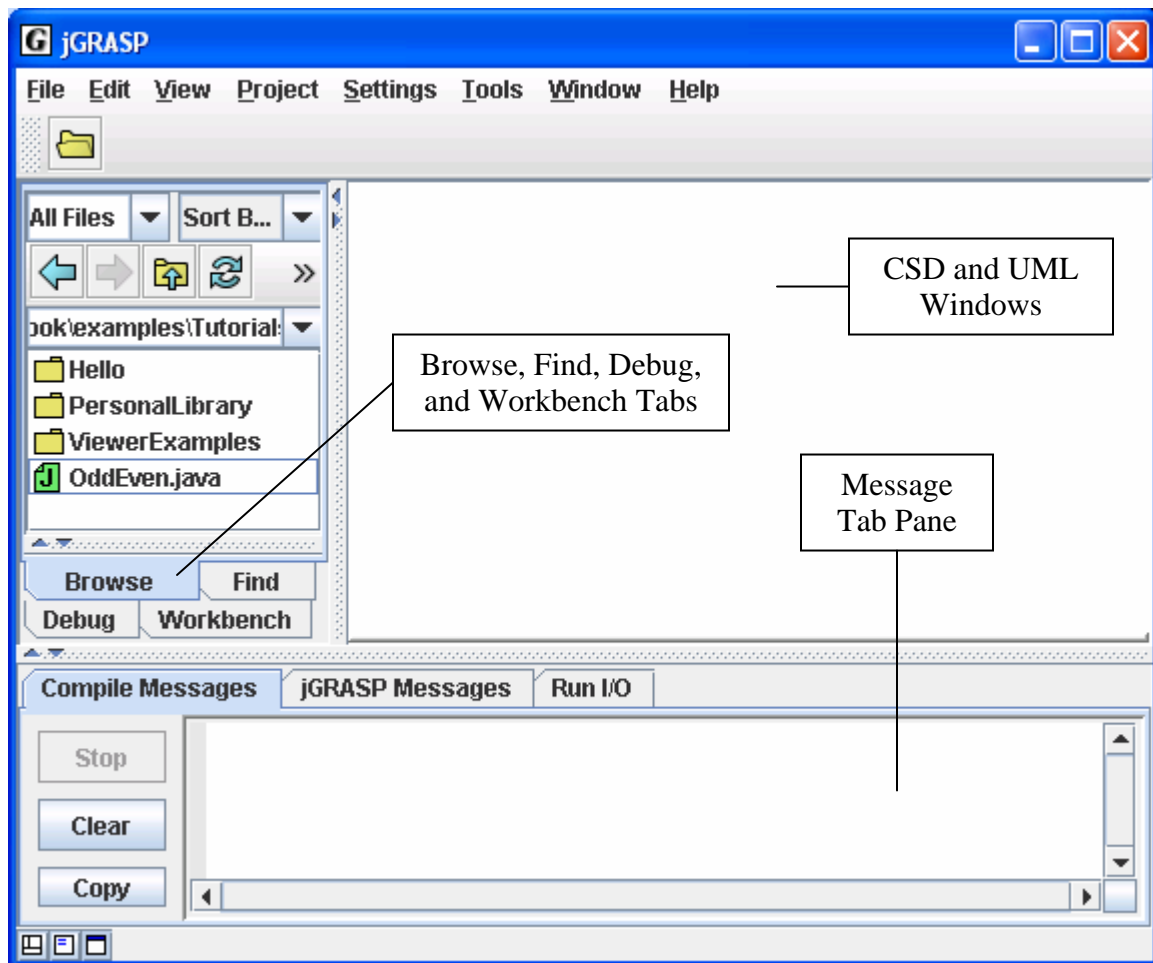 G jGRASP
File Edit View Project Settings Tools Window Help
All Files Sort B...
»
ook\examples\Tutorial
Hello
PersonalLibrary
ViewerExamples
J OddEven.java
Browse Find
Debug Workbench
CSD and UML
Windows
Browse, Find, Debug,
and Workbench Tabs
Message
Tab Pane
Compile Messages jGRASP Messages Run I/O
Stop
Clear
Copy